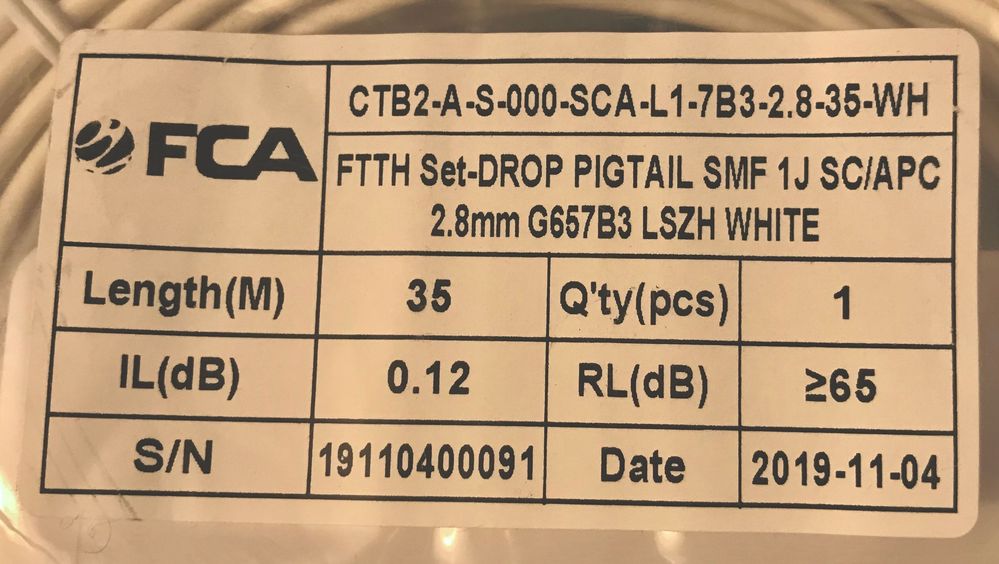 FCA
CTB2-A-S-000-SCA-L1-7B3-2.8-35-WH
FTTH Set-DROP PIGTAIL SMF 1J SC/APC
2.8mm G657B3 LSZH WHITE
Length(M) 35 Q'ty(pcs) 1
IL(dB) 0.12 RL(dB) ≥65
S/N 19110400091 Date 2019-11-04